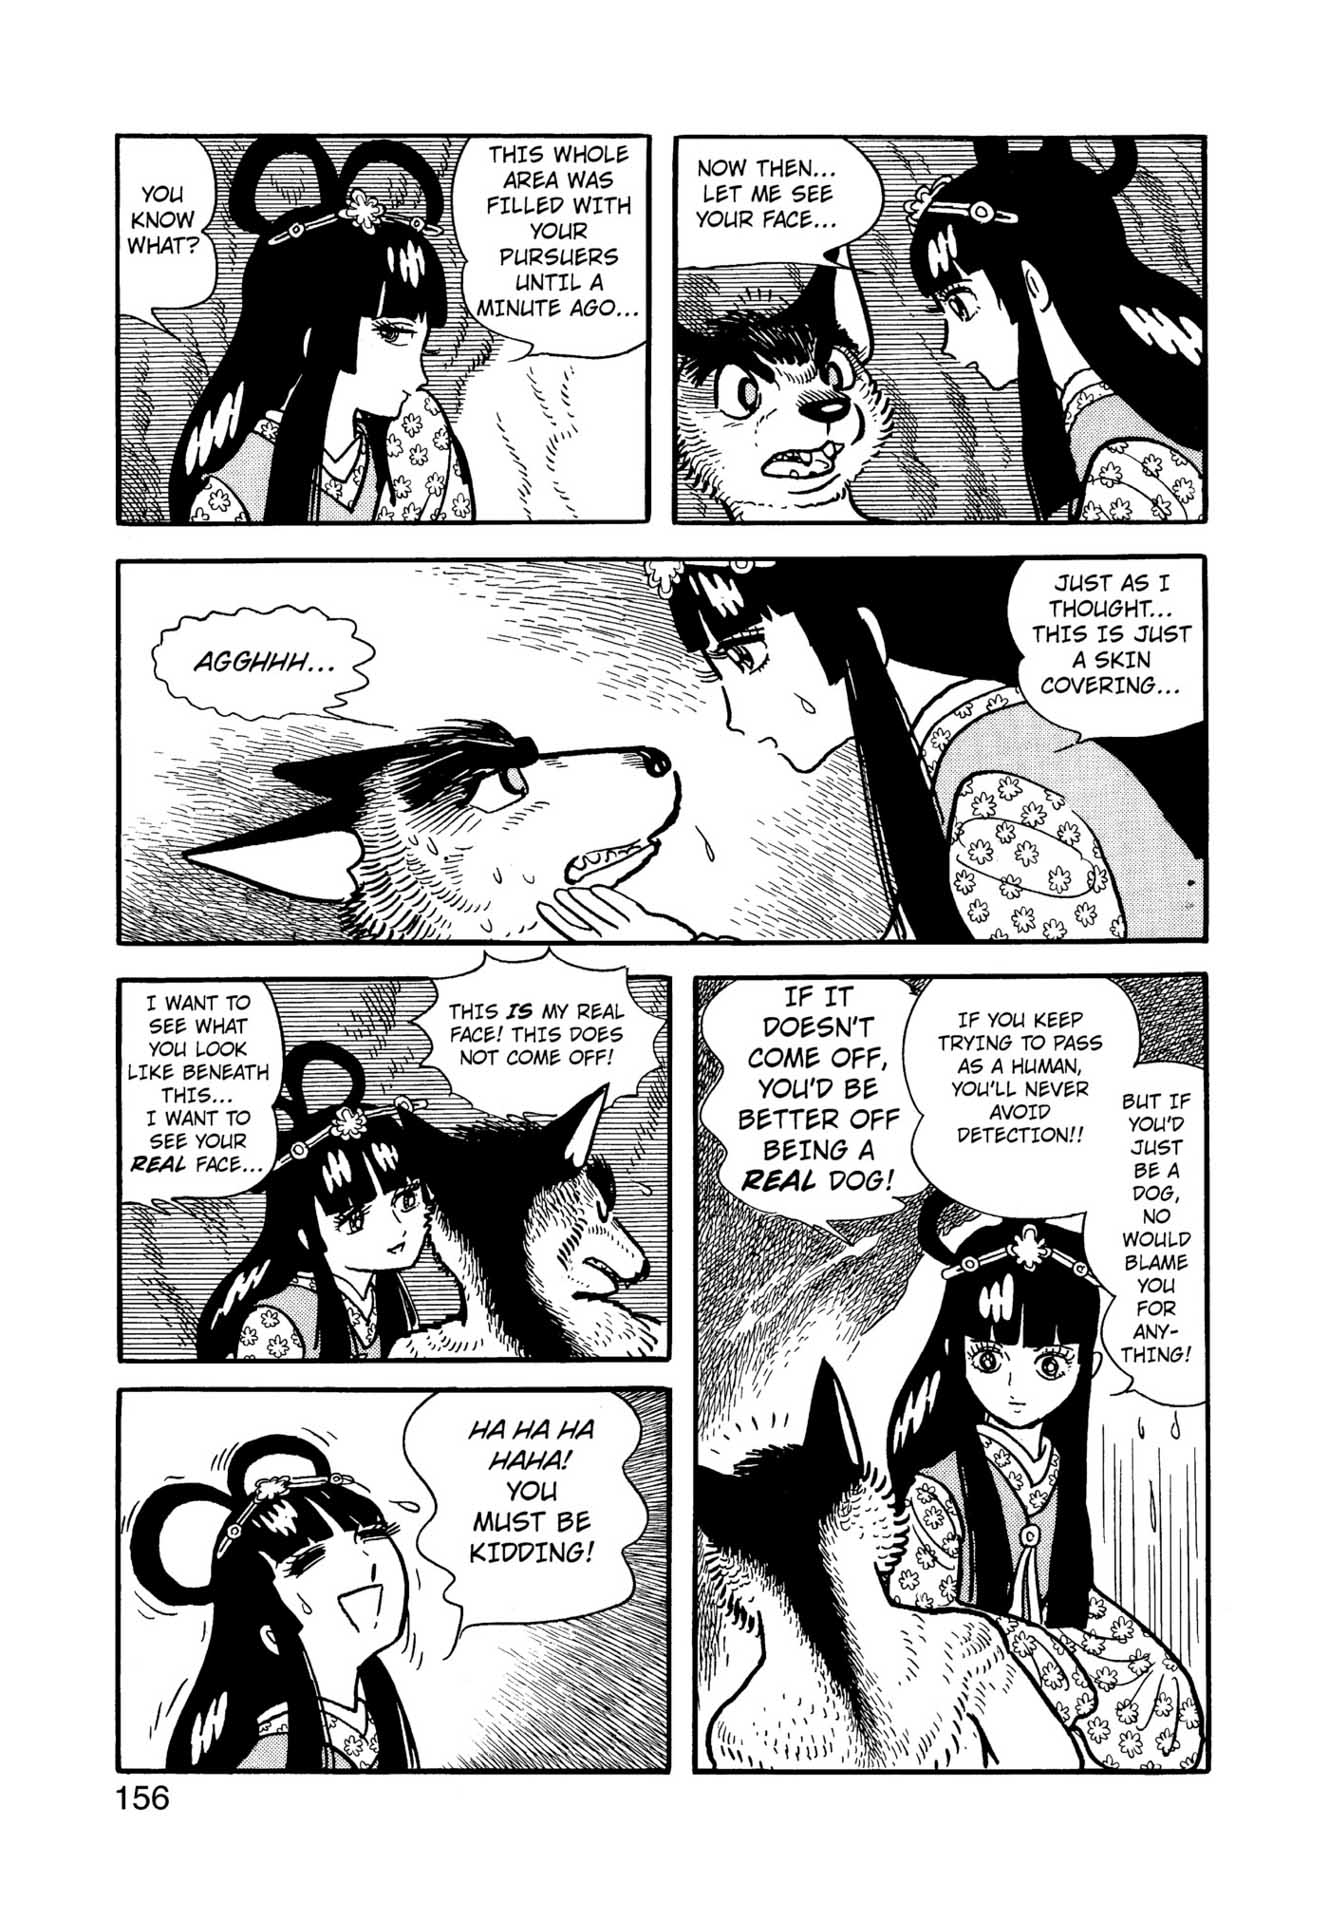 YOU
KNOW
WHAT?
THIS WHOLE
AREA WAS
FILLED WITH
YOUR
PURSUERS
UNTIL A
MINUTE AGO...
NOW THEN...
LET ME SEE
YOUR FACE...
JUST AS I
THOUGHT...
THIS IS JUST
A SKIN
COVERING...
AGGHHH...
I WANT TO
SEE WHAT
YOU LOOK
LIKE BENEATH
THIS...
I WANT TO
SEE YOUR
REAL FACE...
THIS IS MY REAL
FACE! THIS DOES
NOT COME OFF!
HA HA HA
HAHA!
YOU
MUST BE
KIDDING!
IF IT
DOESN'T
COME OFF,
YOU'D BE
BETTER OFF
BEING A
REAL DOG!
IF YOU KEEP
TRYING TO PASS
AS A HUMAN,
YOU'LL NEVER
AVOID
DETECTION!!
BUT IF
YOU'D
JUST
BE A
DOG,
NO
WOULD
BLAME
YOU
FOR
ANY-
THING!
156